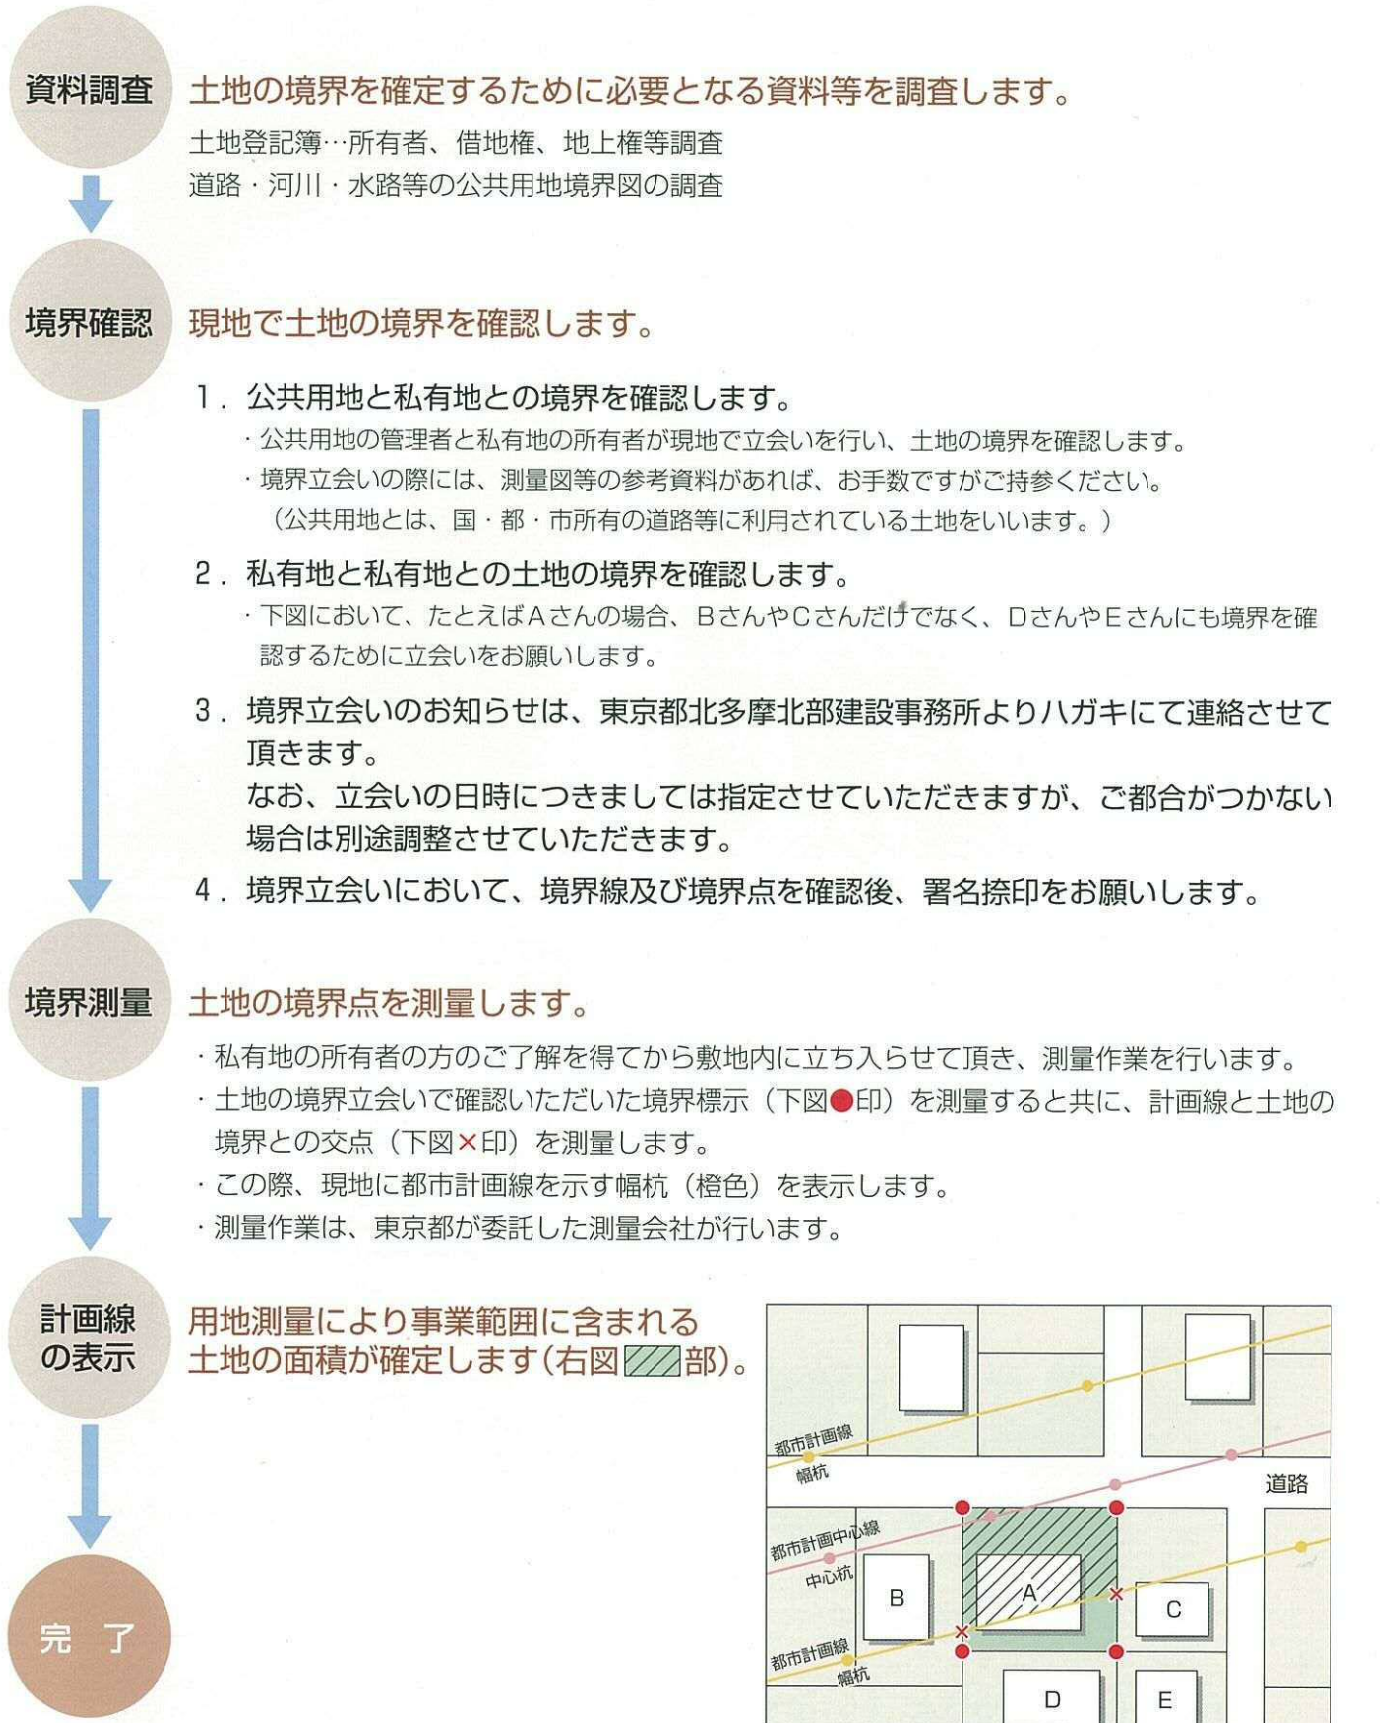 資料調査
土地の境界を確定するために必要となる資料等を調査します。
土地登記簿…所有者、借地権、地上権等調査
道路・河川・水路等の公共用地境界図の調査
境界確認
現地で土地の境界を確認します。
1. 公共用地と私有地との境界を確認します。
・公共用地の管理者と私有地の所有者が現地で立会いを行い、土地の境界を確認します。
・境界立会いの際には、測量図等の参考資料があれば、お手数ですがご持参ください。
（公共用地とは、国・都・市所有の道路等に利用されている土地をいいます。）
2. 私有地と私有地との土地の境界を確認します。
・下図において、たとえばAさんの場合、BさんやCさんだけでなく、DさんやEさんにも境界を確
認するために立会いをお願いします。
3. 境界立会いのお知らせは、東京都北多摩北部建設事務所よりハガキにて連絡させて
頂きます。
なお、立会いの日時につきましては指定させていただきますが、ご都合がつかない
場合は別途調整させていただきます。
4. 境界立会いにおいて、境界線及び境界点を確認後、署名捺印をお願いします。
境界測量
土地の境界点を測量します。
・私有地の所有者の方のご了解を得てから敷地内に立ち入らせて頂き、測量作業を行います。
・土地の境界立会いで確認いただいた境界標示（下図●印）を測量すると共に、計画線と土地の
境界との交点（下図×印）を測量します。
・この際、現地に都市計画線を示す幅杭（橙色）を表示します。
・測量作業は、東京都が委託した測量会社が行います。
計画線
の表示
用地測量により事業範囲に含まれる
土地の面積が確定します（右図 部）。
完 了
都市計画線
幅杭
道路
都市計画中心線
中心杭
B
A
C
都市計画線
幅杭
D
E